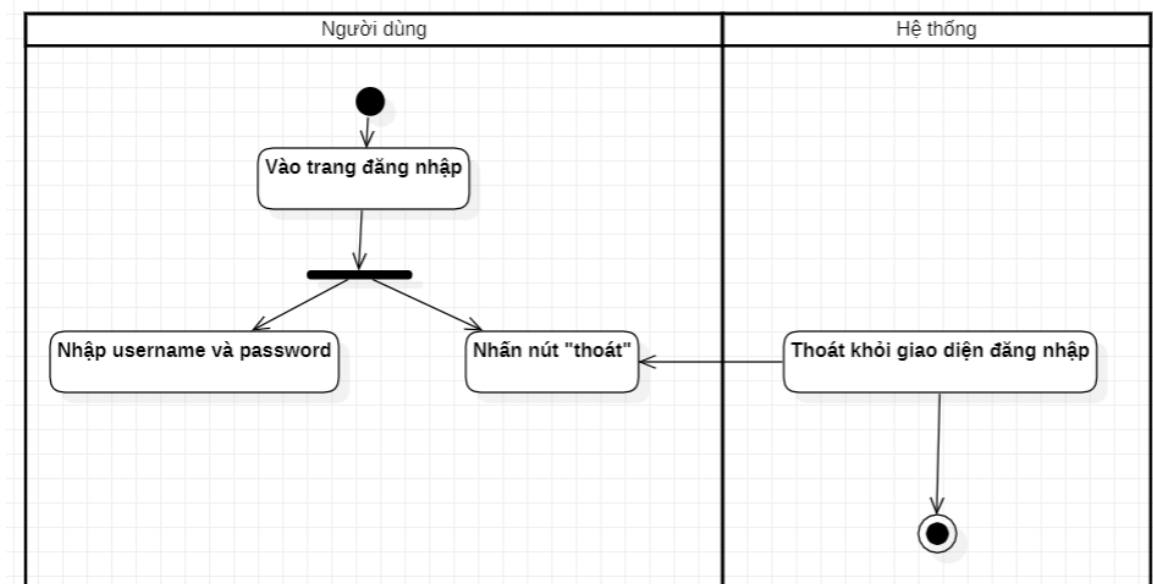 Người dùng
Hệ thống
Vào trang đăng nhập
Nhập username và password
Nhấn nút "thoát"
Thoát khỏi giao diện đăng nhập